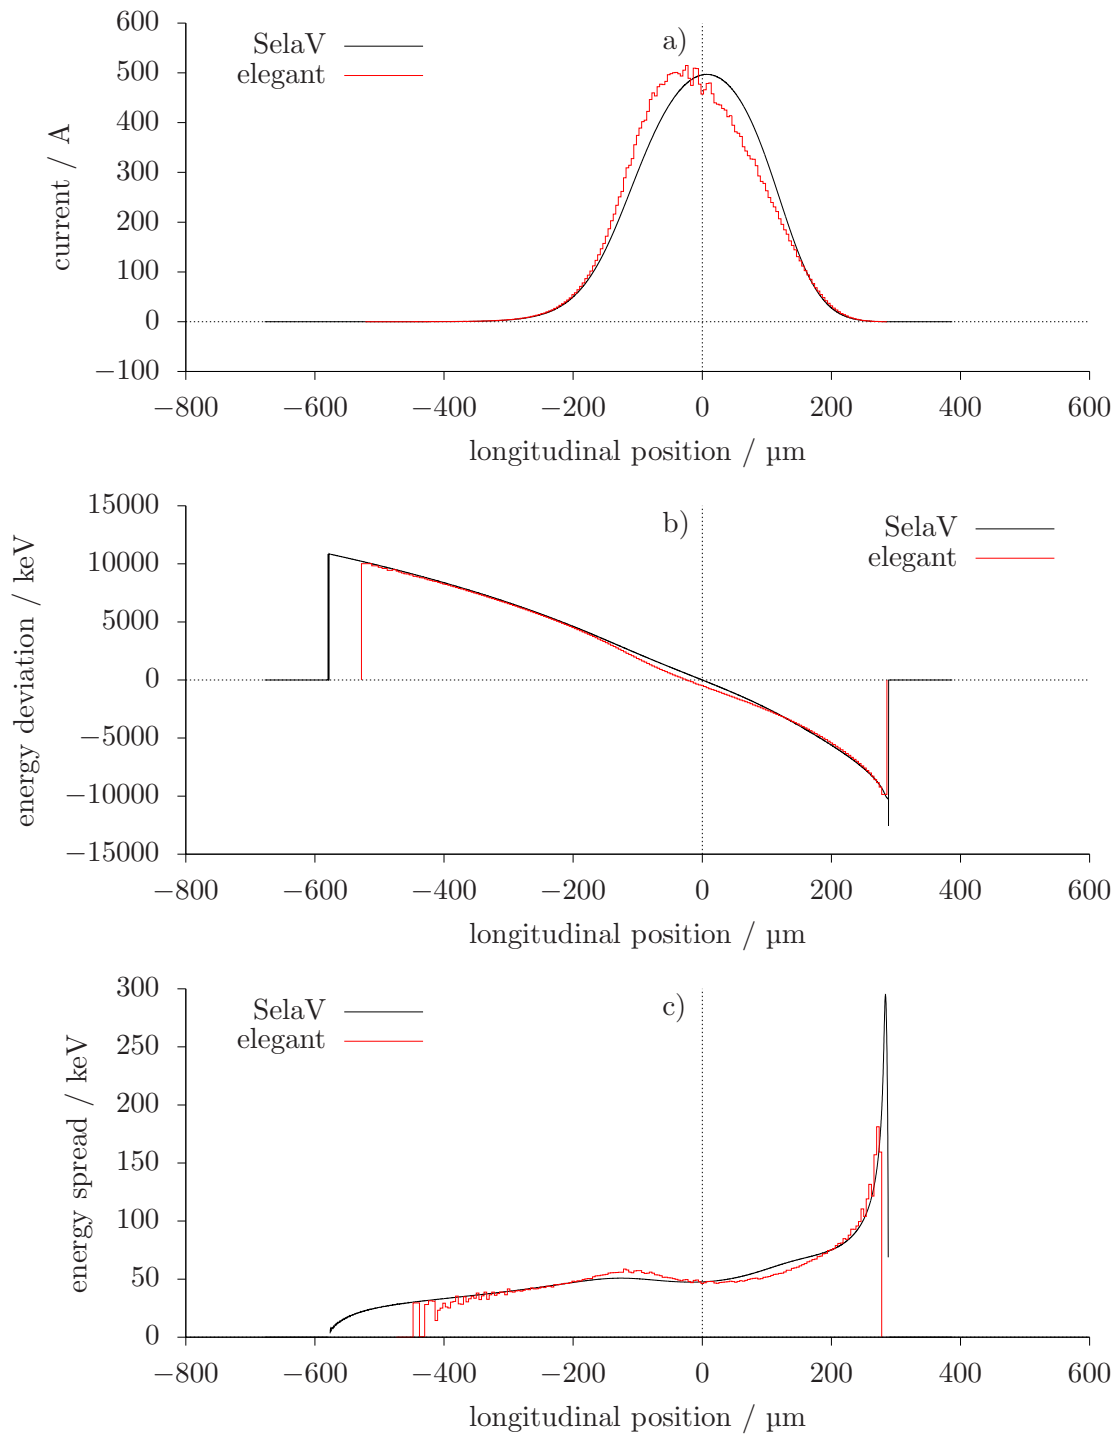 600
500
400
300
200
100
0
−100
current / A
SelaV
elegant
a)
−800 −600 −400 −200 0 200 400 600
longitudinal position / µm
15000
10000
5000
0
−5000
−10000
−15000
energy deviation / keV
b)
SelaV
elegant
−800 −600 −400 −200 0 200 400 600
longitudinal position / µm
300
250
200
150
100
50
0
energy spread / keV
SelaV
elegant
c)
−800 −600 −400 −200 0 200 400 600
longitudinal position / µm